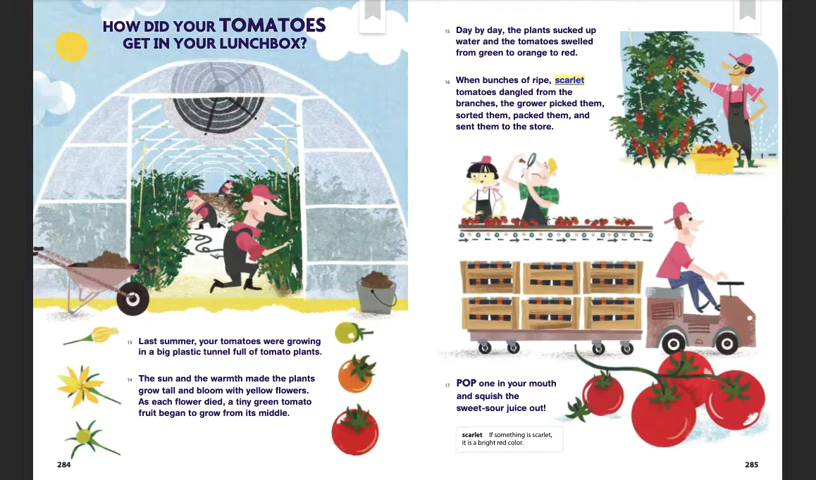 HOW DID YOUR TOMATOES
GET IN YOUR LUNCHBOX?
13 Last summer, your tomatoes were growing
in a big plastic tunnel full of tomato plants.
14 The sun and the warmth made the plants
grow tall and bloom with yellow flowers.
As each flower died, a tiny green tomato
fruit began to grow from its middle.
284
15 Day by day, the plants sucked up
water and the tomatoes swelled
from green to orange to red.
16 When bunches of ripe, scarlet
tomatoes dangled from the
branches, the grower picked them,
sorted them, packed them, and
sent them to the store.
17 POP one in your mouth
and squish the
sweet-sour juice out!
scarlet If something is scarlet,
it is a bright red color.
285